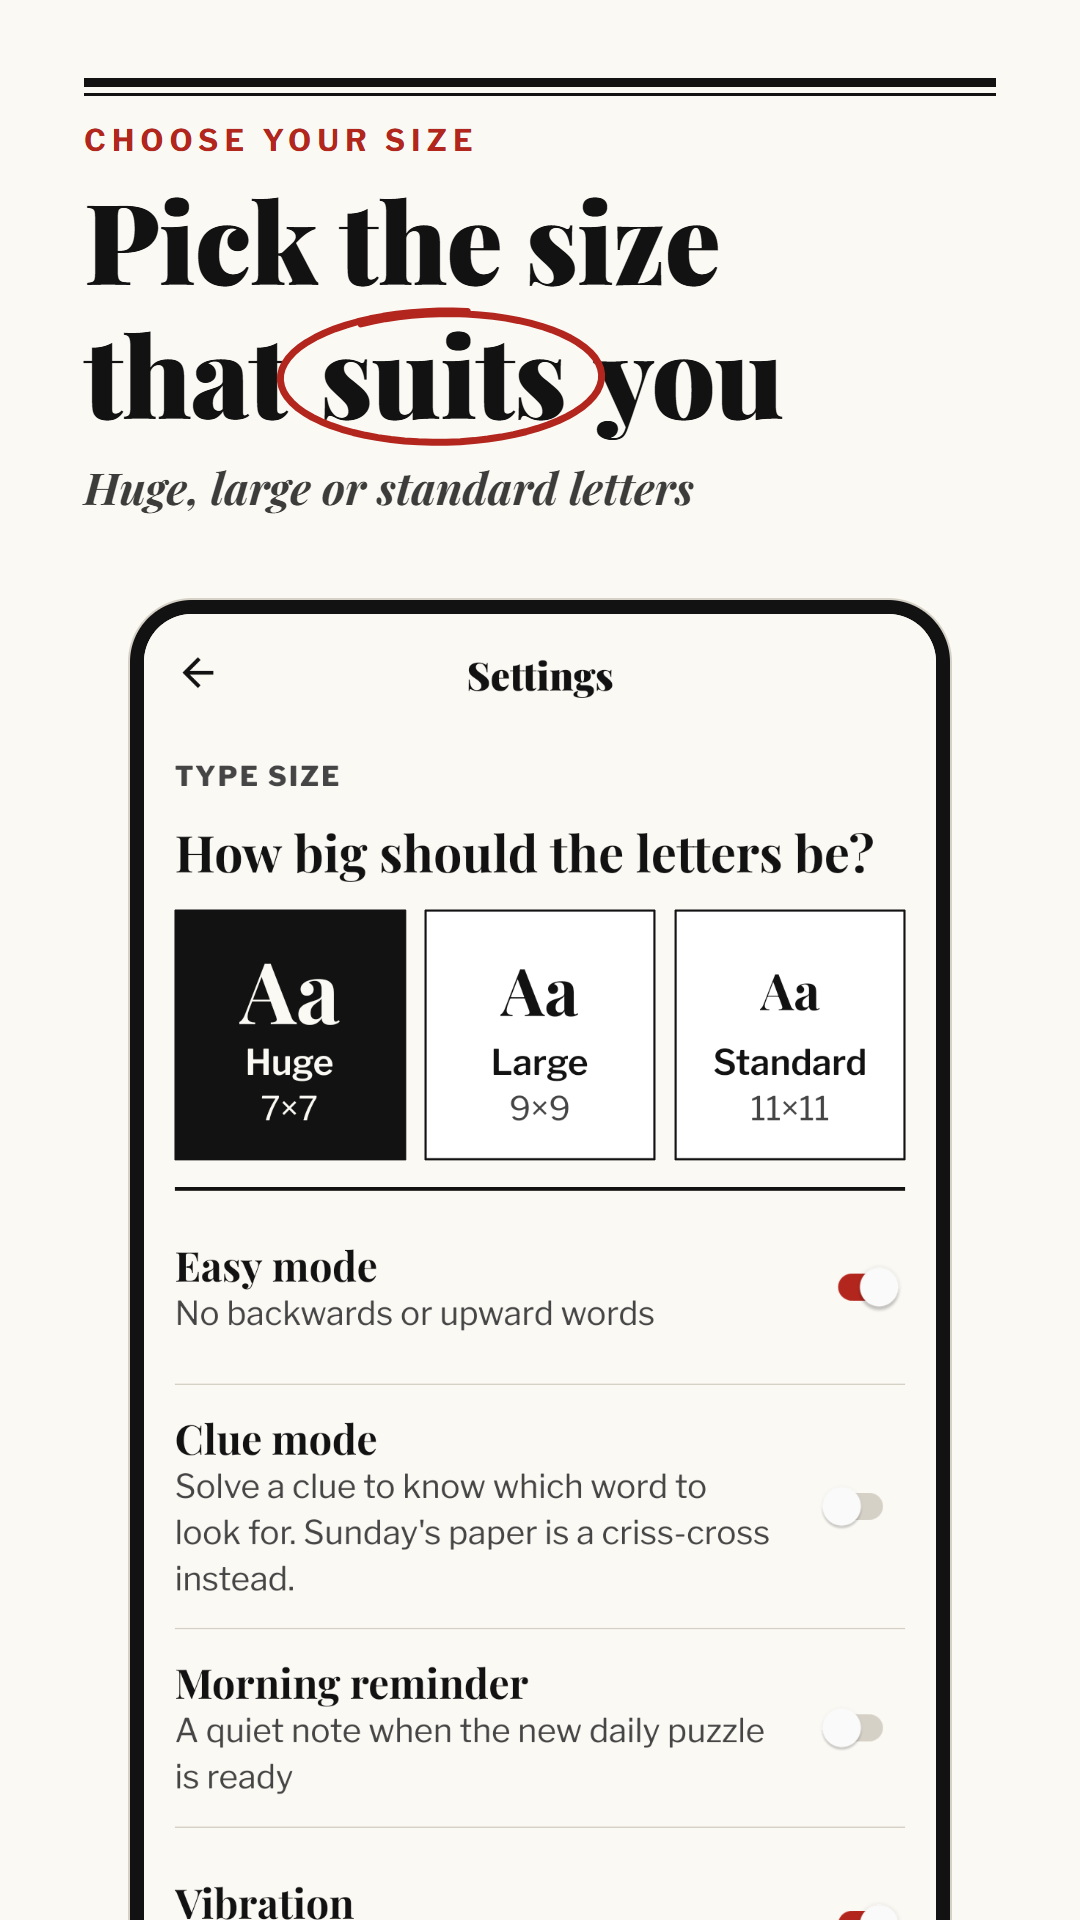 CHOOSE YOUR SIZE
Pick the size
that suits you
Huge, large or standard letters
Settings
TYPE SIZE
How big should the letters be?
Aa
Huge
7×7
Aa
Large
9×9
Aa
Standard
11×11
Easy mode
No backwards or upward words
Clue mode
Solve a clue to know which word to
look for. Sunday's paper is a criss-cross
instead.
Morning reminder
A quiet note when the new daily puzzle
is ready
Vibration